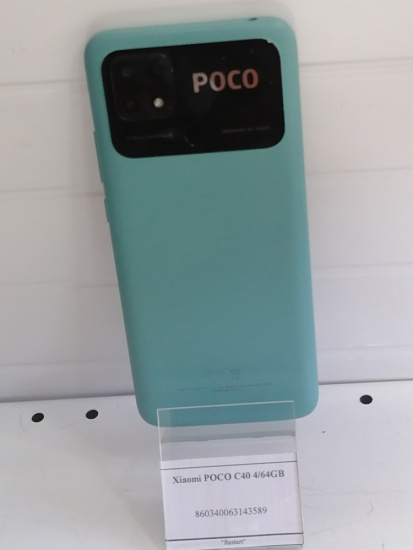 POCO
Xiaomi POCO C40 4/64GB
860340063143589
"Restart"